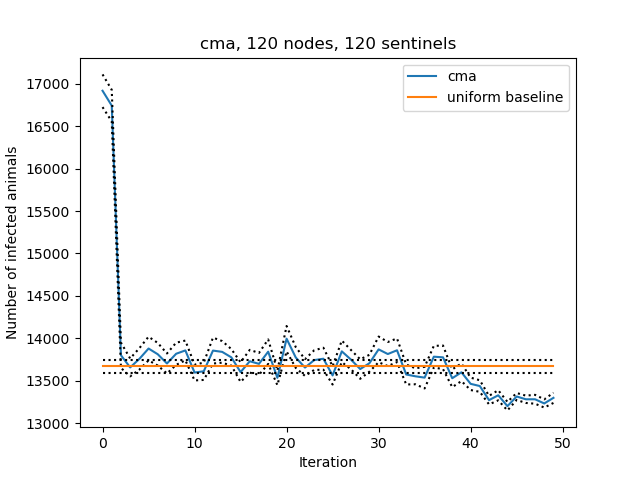 cma, 120 nodes, 120 sentinels
cma
uniform baseline
Number of infected animals
17000
16500
16000
15500
15000
14500
14000
13500
13000
0 10 20 30 40 50
Iteration